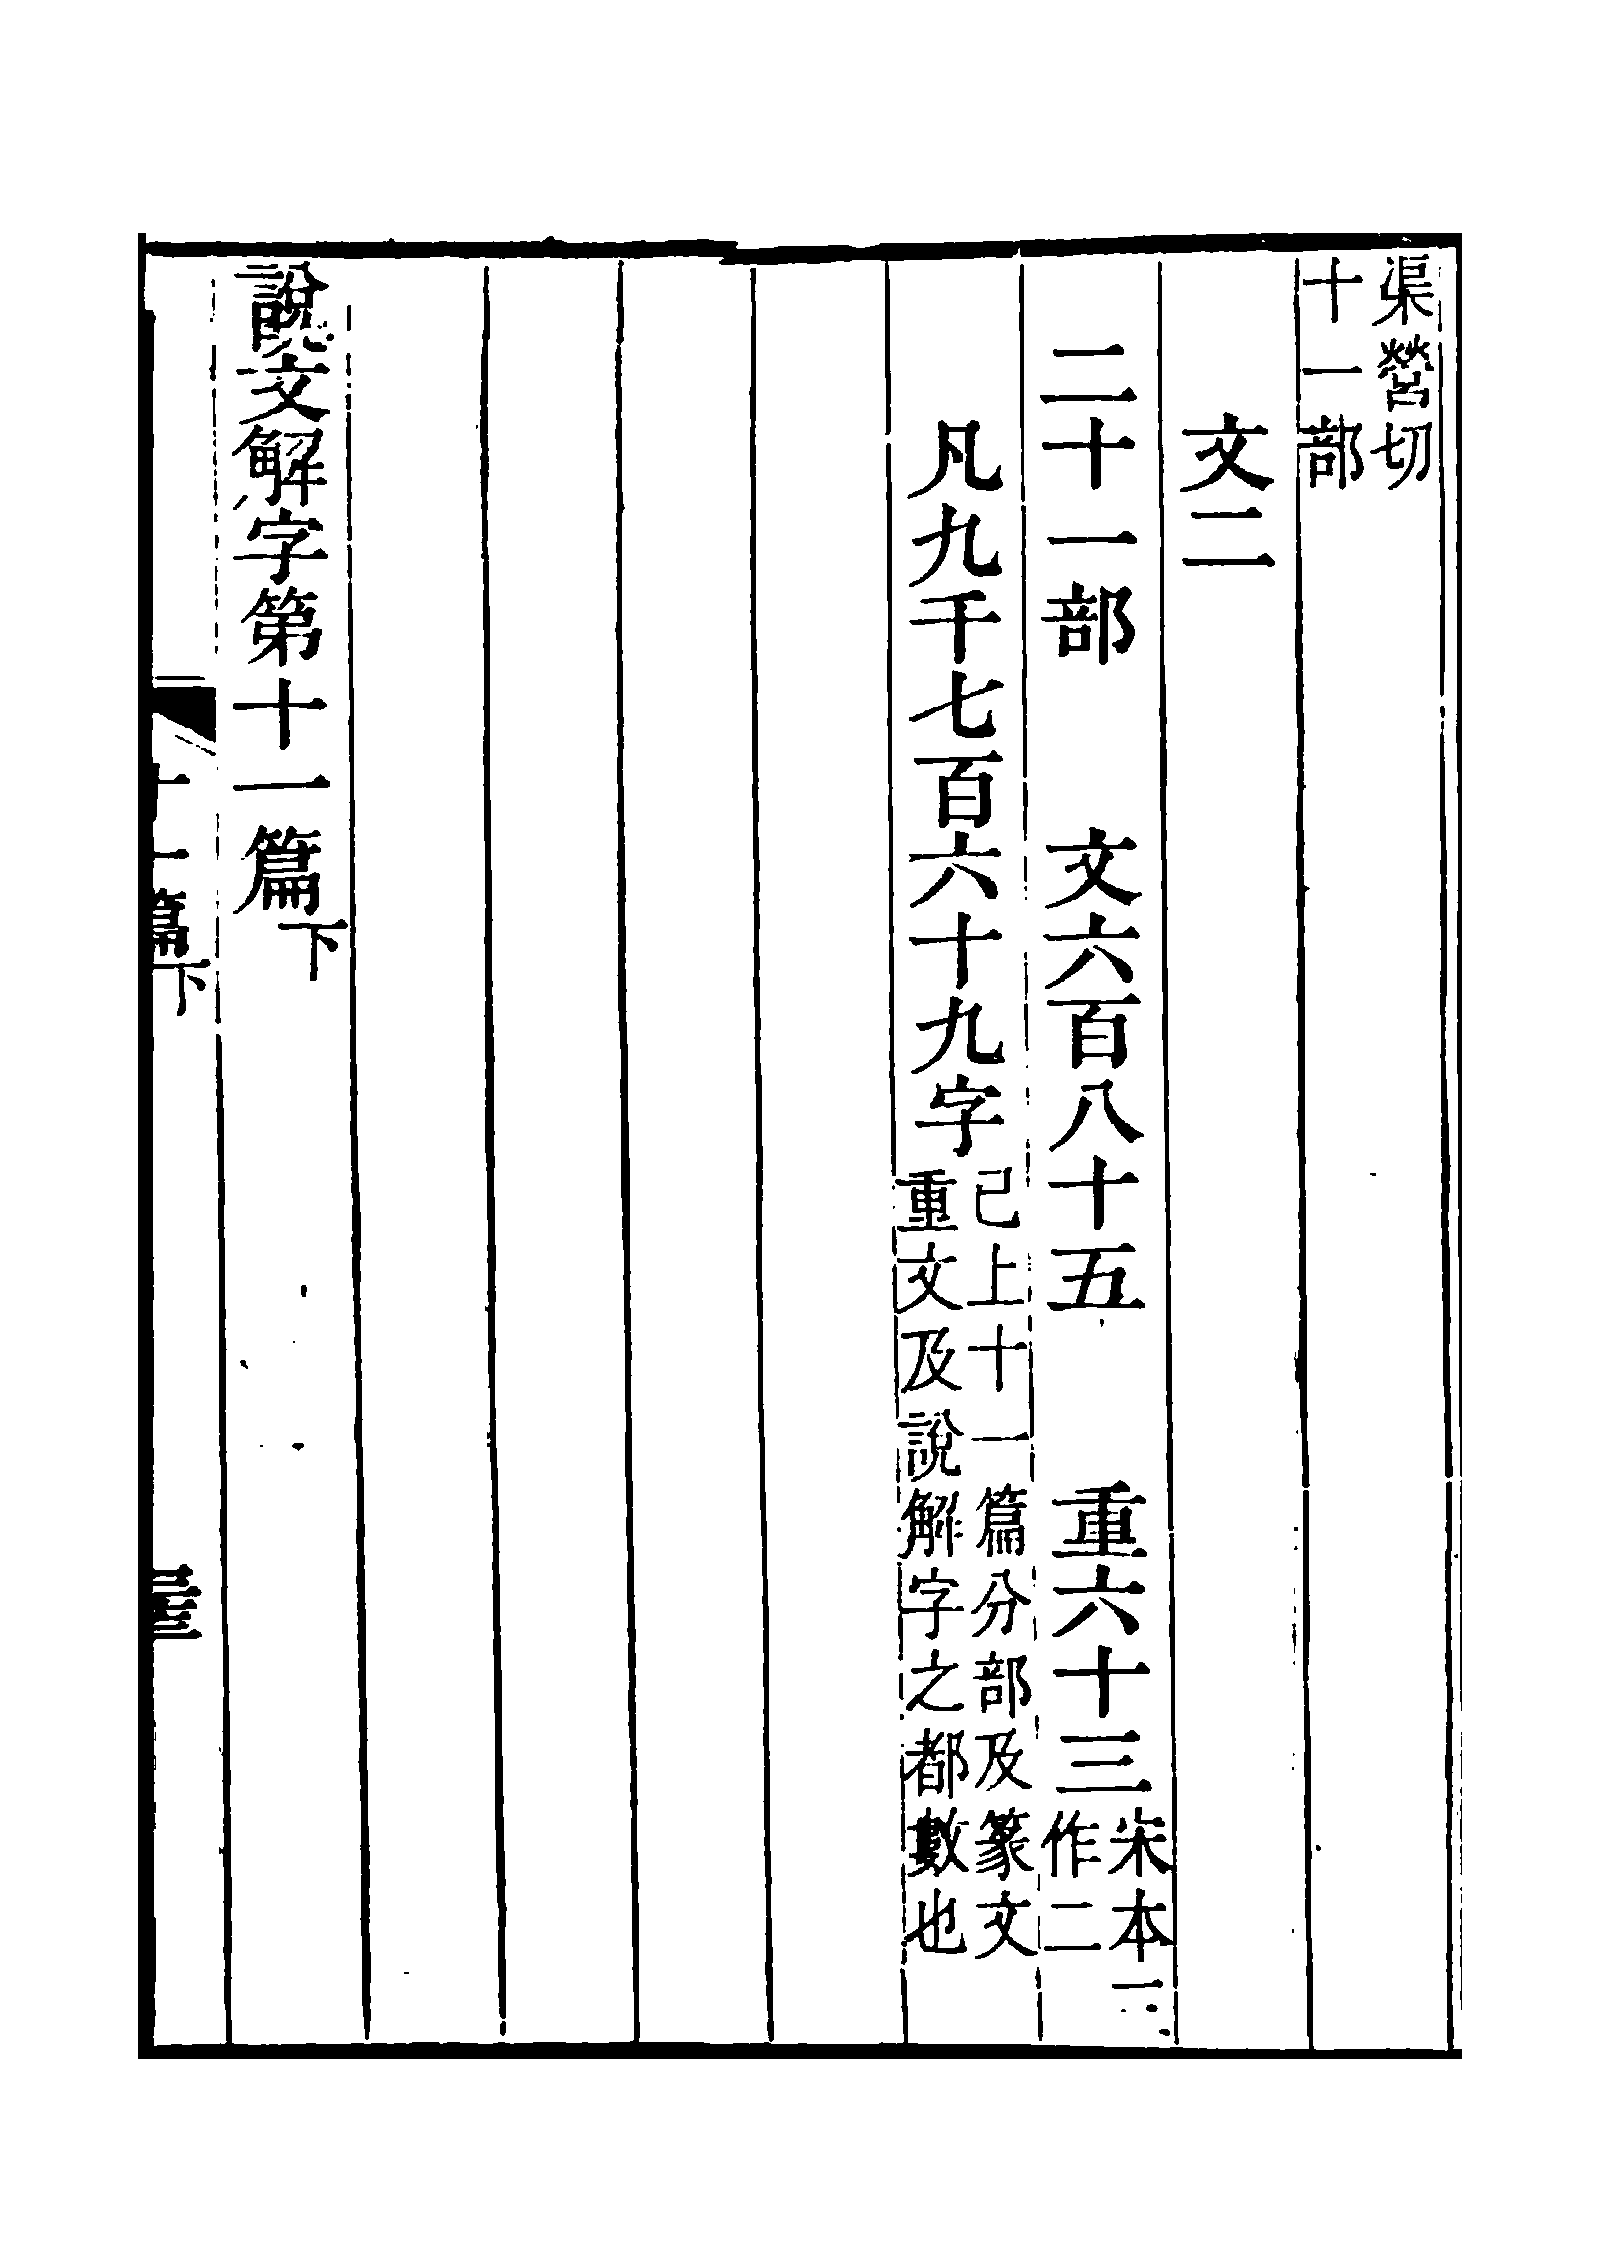 渠營切
十一部
文二
二十一部　文六百八十五　重六十三宋本三作二
凡九千七百六十九字己上十一篇分部及篆文重文及說解字之都數也
說文解字第十一篇下
十一篇下